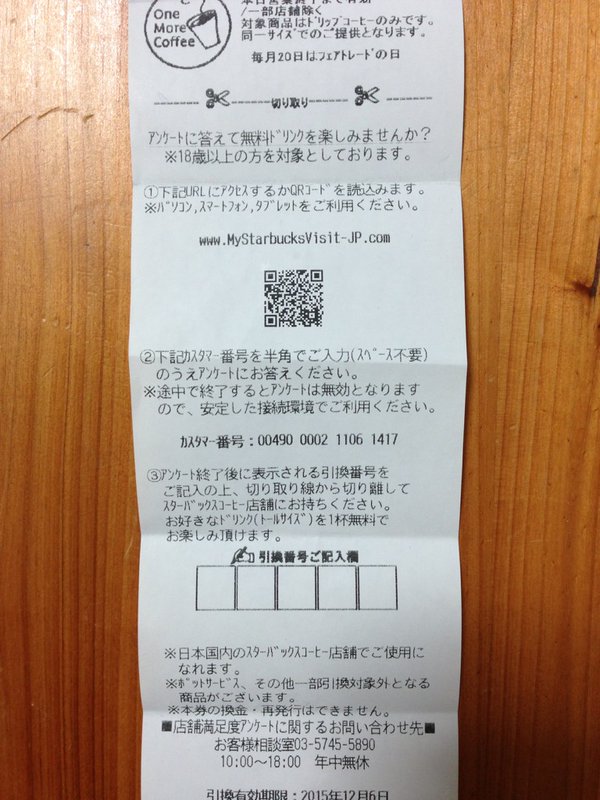 One
More
Coffee
/一部店舗除く
対象商品はﾄﾞﾘｯﾌﾟｺｰﾋｰのみです。
同一ｻｲｽﾞでのご提供となります。
毎月20日はﾌｪｱﾄﾚｰﾄﾞの日
切り取り
ｱﾝｹｰﾄに答えて無料ﾄﾞﾘﾝｸを楽しみませんか?
※18歳以上の方を対象としております。
①下記URLにｱｸｾｽするかQRｺｰﾄﾞを読込みます。
※ﾊﾟｿｺﾝ,ｽﾏｰﾄﾌｫﾝ,ﾀﾌﾞﾚｯﾄをご利用ください。
www.MyStarbucksVisit-JP.com
②下記ｶｽﾀﾏｰ番号を半角でご入力(ｽﾍﾟｰｽ不要)
のうえｱﾝｹｰﾄにお答えください。
※途中で終了するとｱﾝｹｰﾄは無効となります
ので、安定した接続環境でご利用ください。
ｶｽﾀﾏｰ番号:00490 0002 1106 1417
③ｱﾝｹｰﾄ終了後に表示される引換番号を
ご記入の上、切り取り線から切り離して
ｽﾀｰﾊﾞｯｸｽｺｰﾋｰ店舗にお持ちください。
お好きなﾄﾞﾘﾝｸ(ﾄｰﾙｻｲｽﾞ)を1杯無料で
お楽しみ頂けます。
引換番号ご記入欄
※日本国内のｽﾀｰﾊﾞｯｸｽｺｰﾋｰ店舗でご使用に
なれます。
※ﾎﾟｯﾄｻｰﾋﾞｽ、その他一部引換対象外となる
商品がございます。
※本券の換金・再発行はできません。
■店舗満足度ｱﾝｹｰﾄに関するお問い合わせ先■
お客様相談室03-5745-5890
10:00～18:00 年中無休
引換有効期限:2015年12月6日